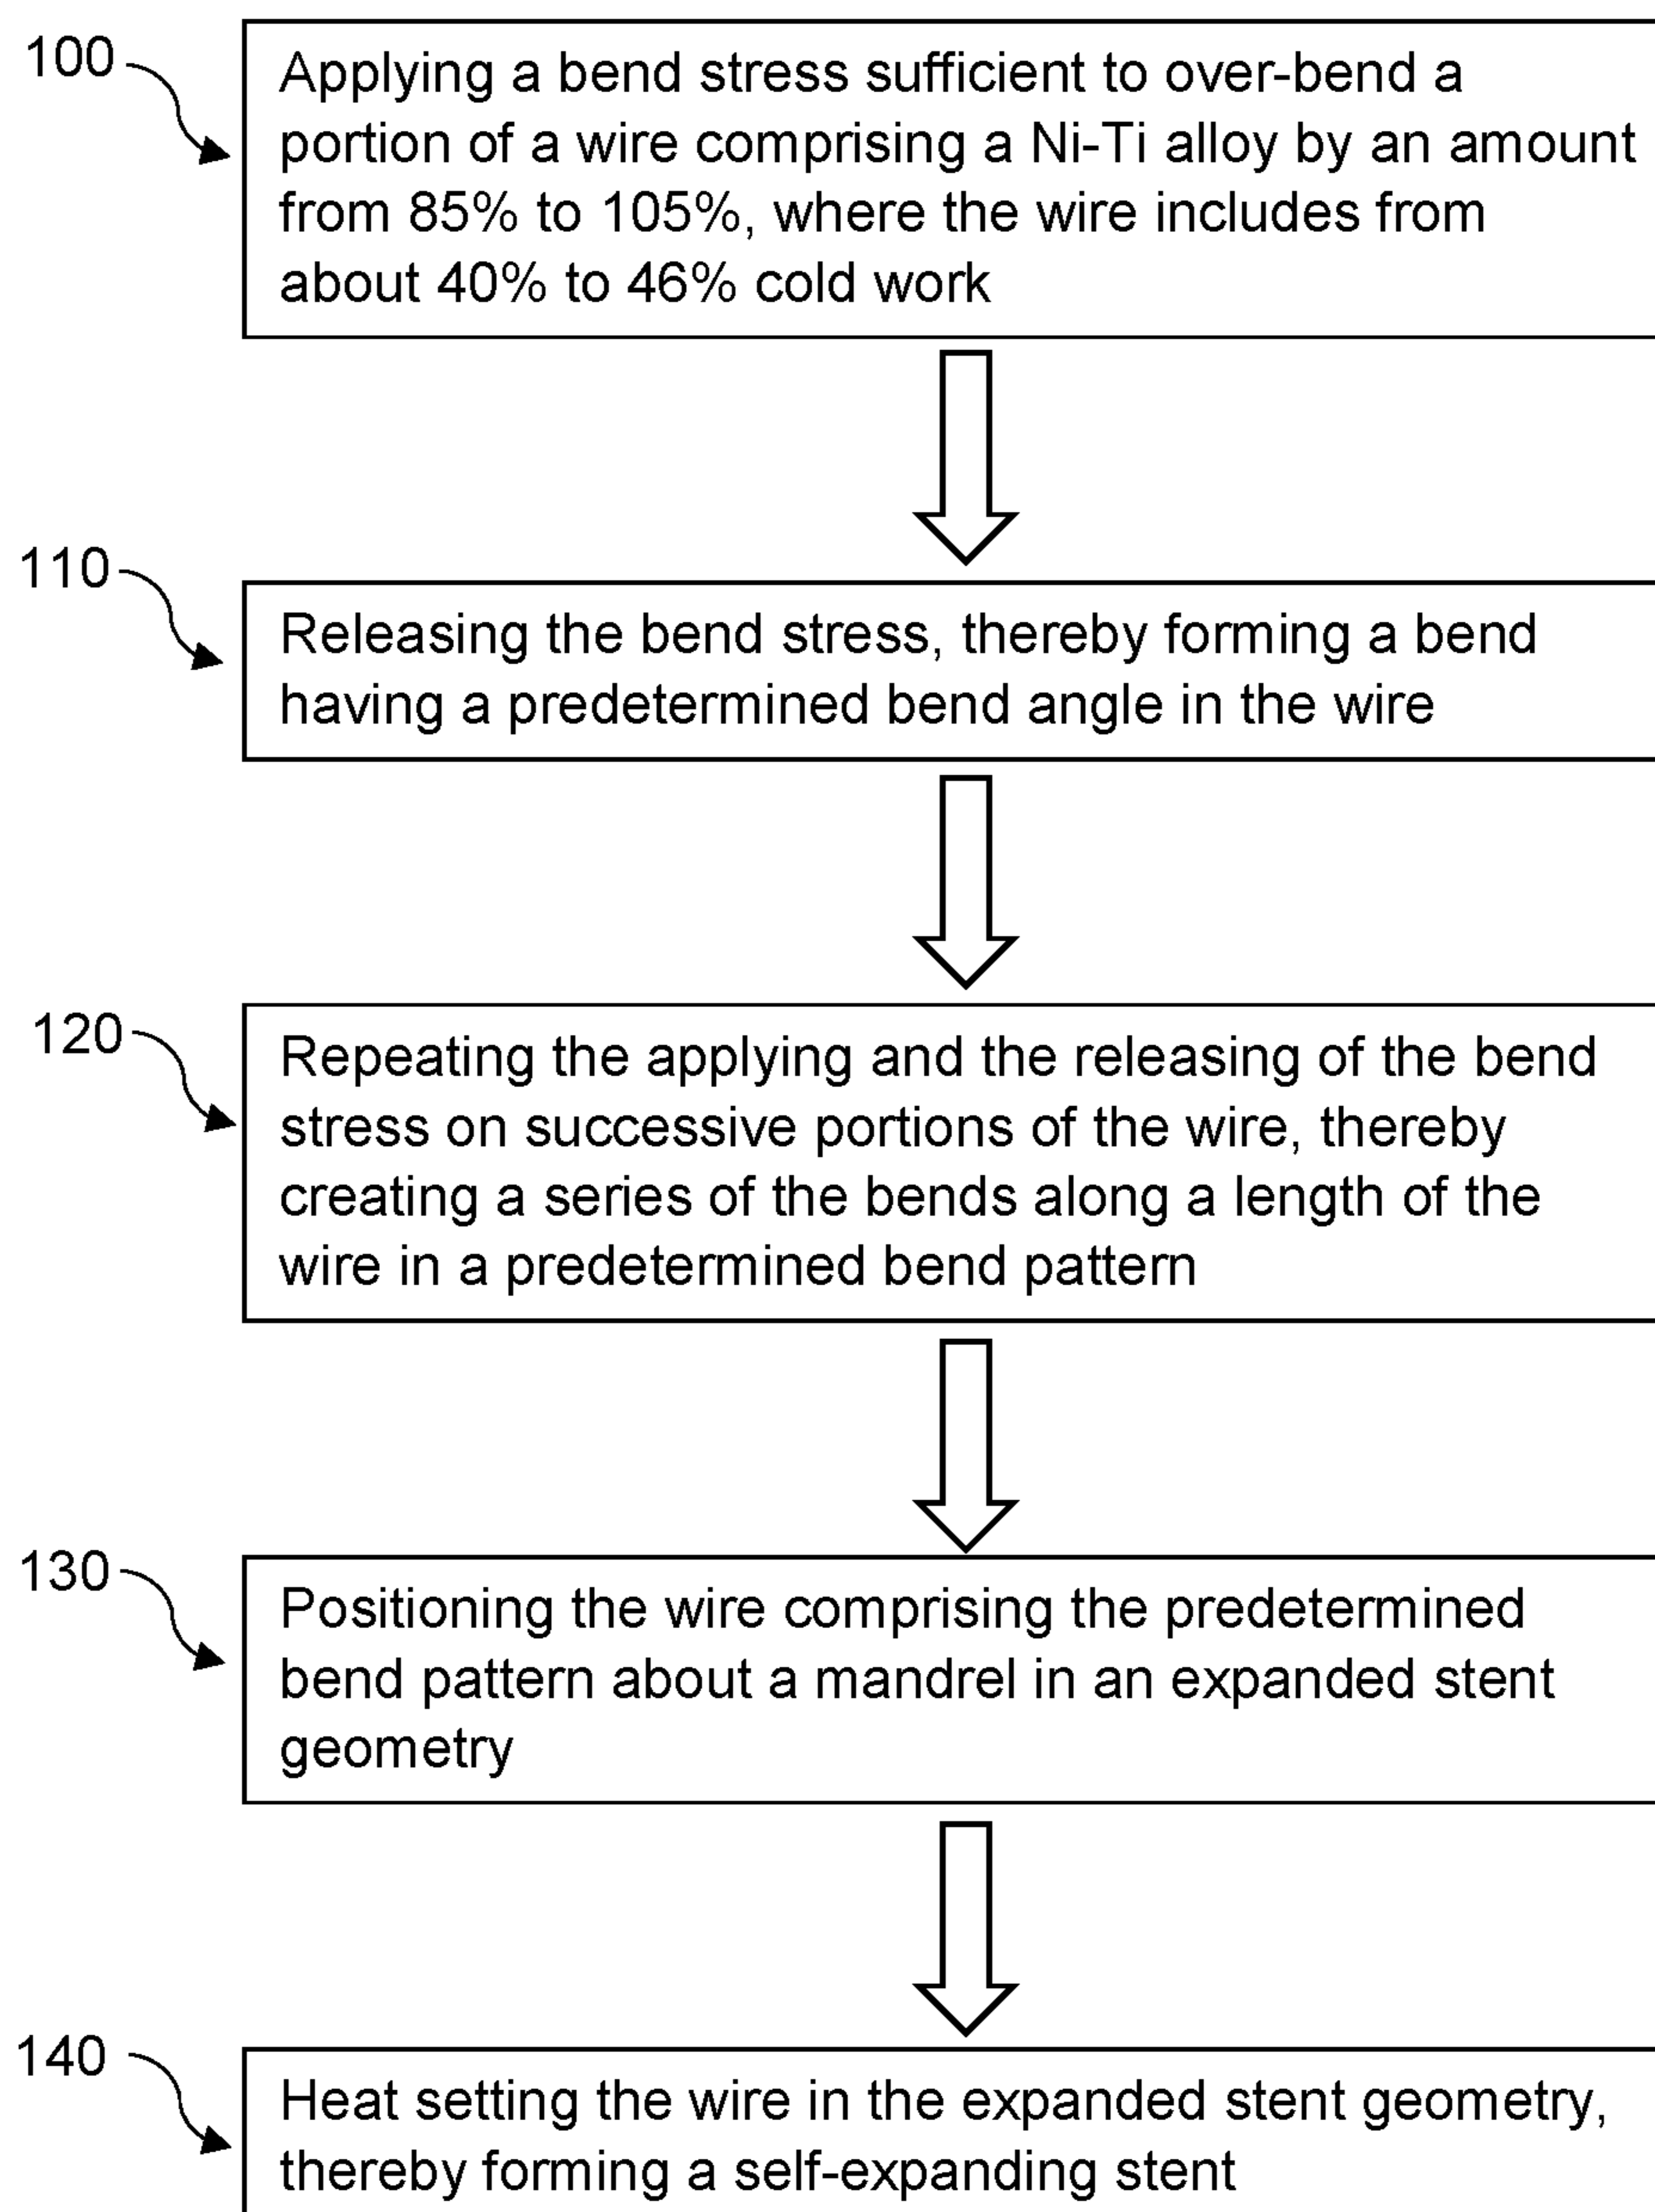 100
Applying a bend stress sufficient to over-bend a
portion of a wire comprising a Ni-Ti alloy by an amount
from 85% to 105%, where the wire includes from
about 40% to 46% cold work
110
Releasing the bend stress, thereby forming a bend
having a predetermined bend angle in the wire
120
Repeating the applying and the releasing of the bend
stress on successive portions of the wire, thereby
creating a series of the bends along a length of the
wire in a predetermined bend pattern
130
Positioning the wire comprising the predetermined
bend pattern about a mandrel in an expanded stent
geometry
140
Heat setting the wire in the expanded stent geometry,
thereby forming a self-expanding stent